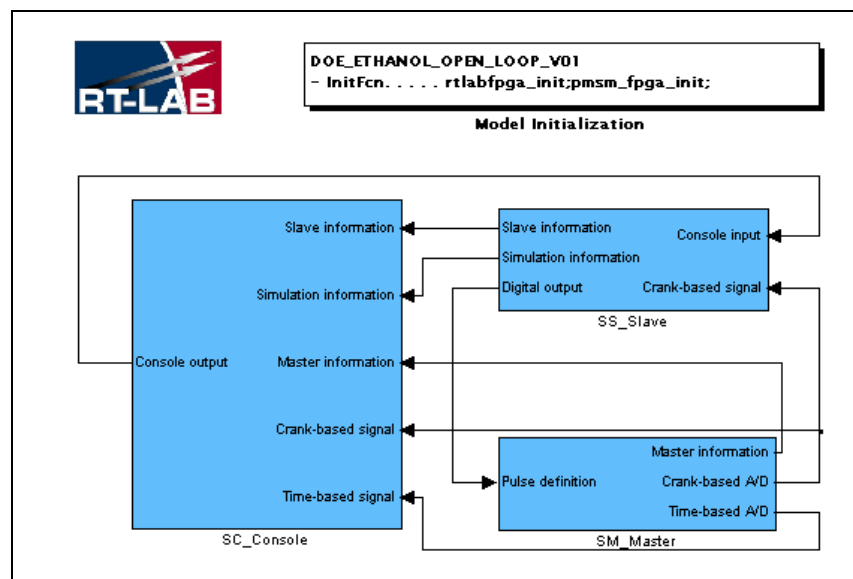 RT-LAB
DOE_ETHANOL_OPEN_LOOP_V01
- InitFcn. . . . . rtlabfpga_init;pmsm_fpga_init;
Model Initialization
Slave information
Simulation information
Console output
Master information
Crank-based signal
Time-based signal
SC_Console
Slave information
Console input
Simulation information
Digital output
Crank-based signal
SS_Slave
Master information
Pulse definition
Crank-based A/D
Time-based A/D
SM_Master